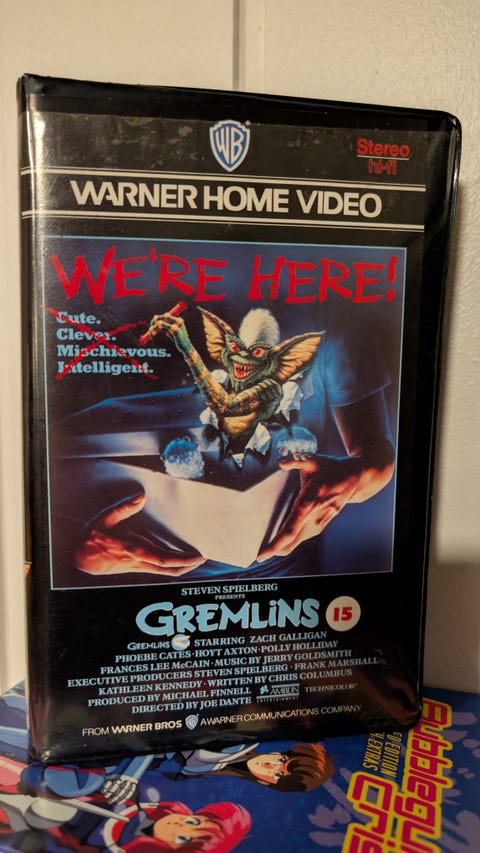 WB
Stereo
hi-fi
WARNER HOME VIDEO
WE'RE HERE!
Cute.
Clever.
Mischievous.
Intelligent.
STEVEN SPIELBERG
PRESENTS
GREMLiNS 15
GREMLiNS STARRING ZACH GALLIGAN
PHOEBE CATES · HOYT AXTON · POLLY HOLLIDAY
FRANCES LEE McCAIN · MUSIC BY JERRY GOLDSMITH
EXECUTIVE PRODUCERS STEVEN SPIELBERG · FRANK MARSHALL
KATHLEEN KENNEDY · WRITTEN BY CHRIS COLUMBUS
PRODUCED BY MICHAEL FINNELL AMBLIN TECHNICOLOR
ENTERTAINMENT
DIRECTED BY JOE DANTE
FROM WARNER BROS A WARNER COMMUNICATIONS COMPANY
EDITION
EXTRAS